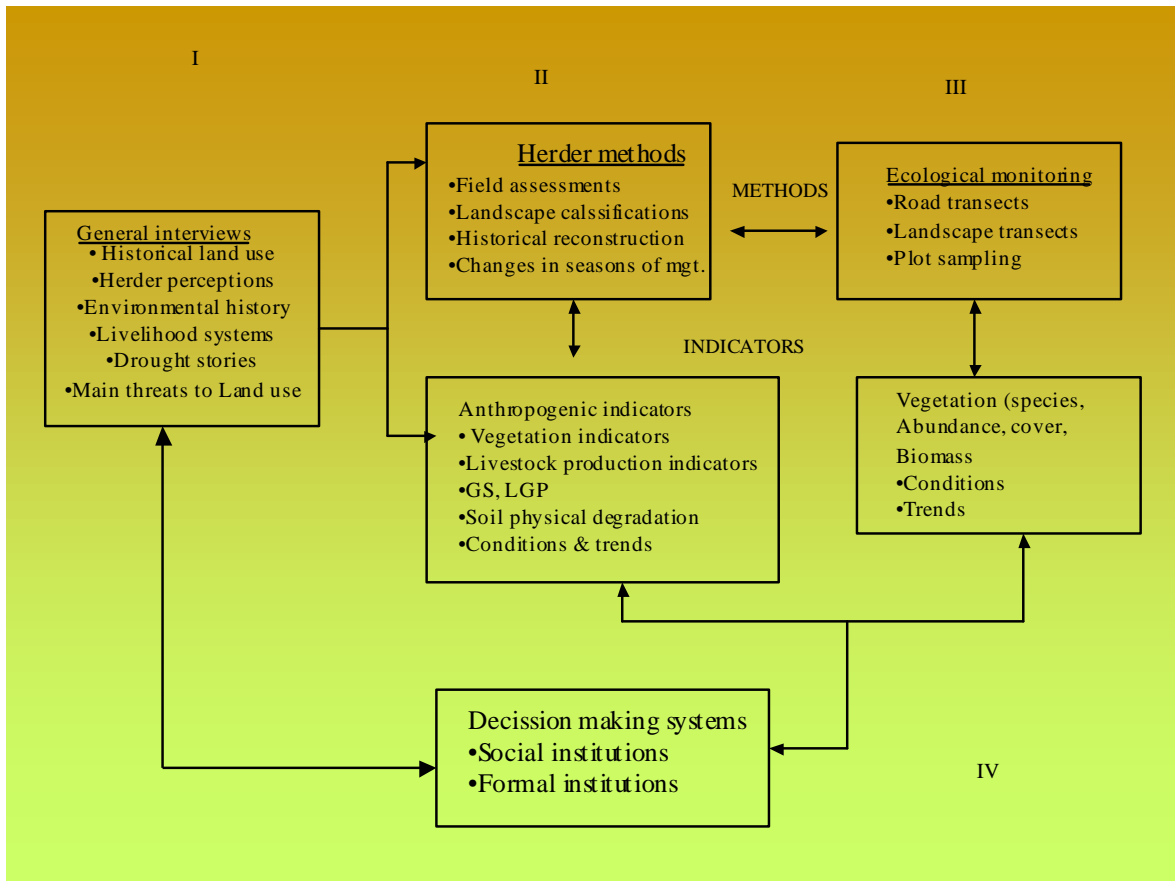 I
II
III
General interviews
• Historical land use
•Herder perceptions
•Environmental history
•Livelihood systems
•Drought stories
•Main threats to Land use
Herder methods
•Field assessments
•Landscape calssifications
•Historical reconstruction
•Changes in seasons of mgt.
METHODS
Ecological monitoring
•Road transects
•Landscape transects
•Plot sampling
INDICATORS
Anthropogenic indicators
• Vegetation indicators
•Livestock production indicators
•GS, LGP
•Soil physical degradation
•Conditions & trends
Vegetation (species,
Abundance, cover,
Biomass
•Conditions
•Trends
Decission making systems
•Social institutions
•Formal institutions
IV